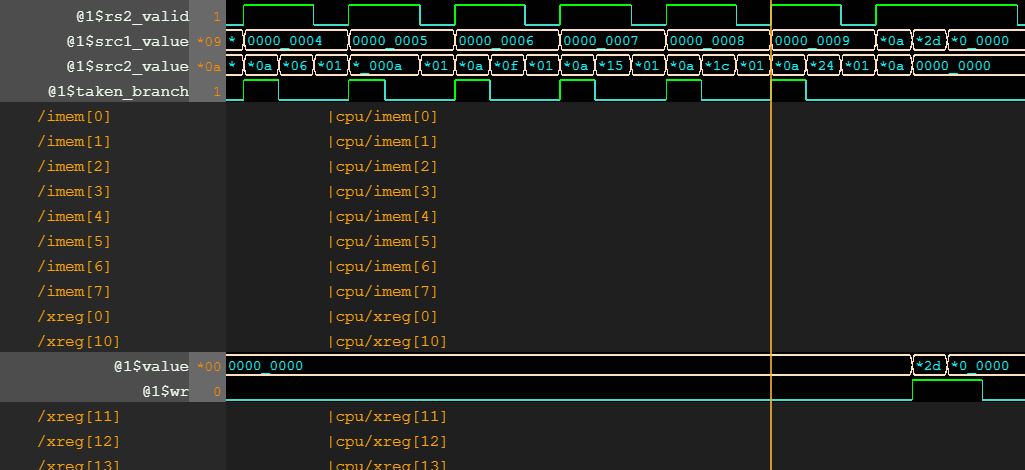 @1$rs2_valid 1
@1$src1_value *09 * 0000_0004 0000_0005 0000_0006 0000_0007 0000_0008 0000_0009 *0a *2d *0_0000
@1$src2_value *0a * *0a *06 *01 *_000a *01 *0a *0f *01 *0a *15 *01 *0a *1c *01 *0a *24 *01 *0a 0000_0000
@1$taken_branch 1
/imem[0] |cpu/imem[0]
/imem[1] |cpu/imem[1]
/imem[2] |cpu/imem[2]
/imem[3] |cpu/imem[3]
/imem[4] |cpu/imem[4]
/imem[5] |cpu/imem[5]
/imem[6] |cpu/imem[6]
/imem[7] |cpu/imem[7]
/xreg[0] |cpu/xreg[0]
/xreg[10] |cpu/xreg[10]
@1$value *00 0000_0000 *2d *0_0000
@1$wr 0
/xreg[11] |cpu/xreg[11]
/xreg[12] |cpu/xreg[12]
/xreg[13] |cpu/xreg[13]